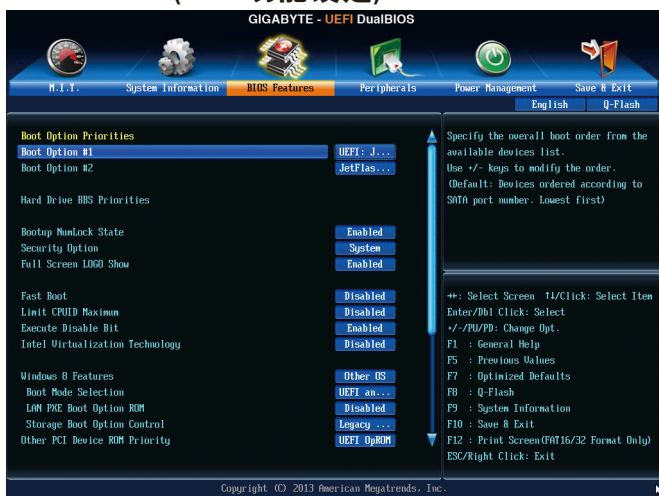 功能設定)
GIGABYTE - UEFI DualBIOS
M.I.T. System Information BIOS Features Peripherals Power Management Save & Exit
English Q-Flash
Boot Option Priorities
Boot Option #1 UEFI: J...
Boot Option #2 JetFlas...
Hard Drive BBS Priorities
Bootup NumLock State Enabled
Security Option System
Full Screen LOGO Show Enabled
Fast Boot Disabled
Limit CPUID Maximum Disabled
Execute Disable Bit Enabled
Intel Virtualization Technology Disabled
Windows 8 Features Other OS
Boot Mode Selection UEFI an...
LAN PXE Boot Option ROM Disabled
Storage Boot Option Control Legacy ...
Other PCI Device ROM Priority UEFI OpROM
Specify the overall boot order from the
available devices list.
Use +/- keys to modify the order.
(Default: Devices ordered according to
SATA port number. Lowest first)
→←: Select Screen ↑↓/Click: Select Item
Enter/Dbl Click: Select
+/-/PU/PD: Change Opt.
F1 : General Help
F5 : Previous Values
F7 : Optimized Defaults
F8 : Q-Flash
F9 : System Information
F10 : Save & Exit
F12 : Print Screen(FAT16/32 Format Only)
ESC/Right Click: Exit
Copyright (C) 2013 American Megatrends, Inc.